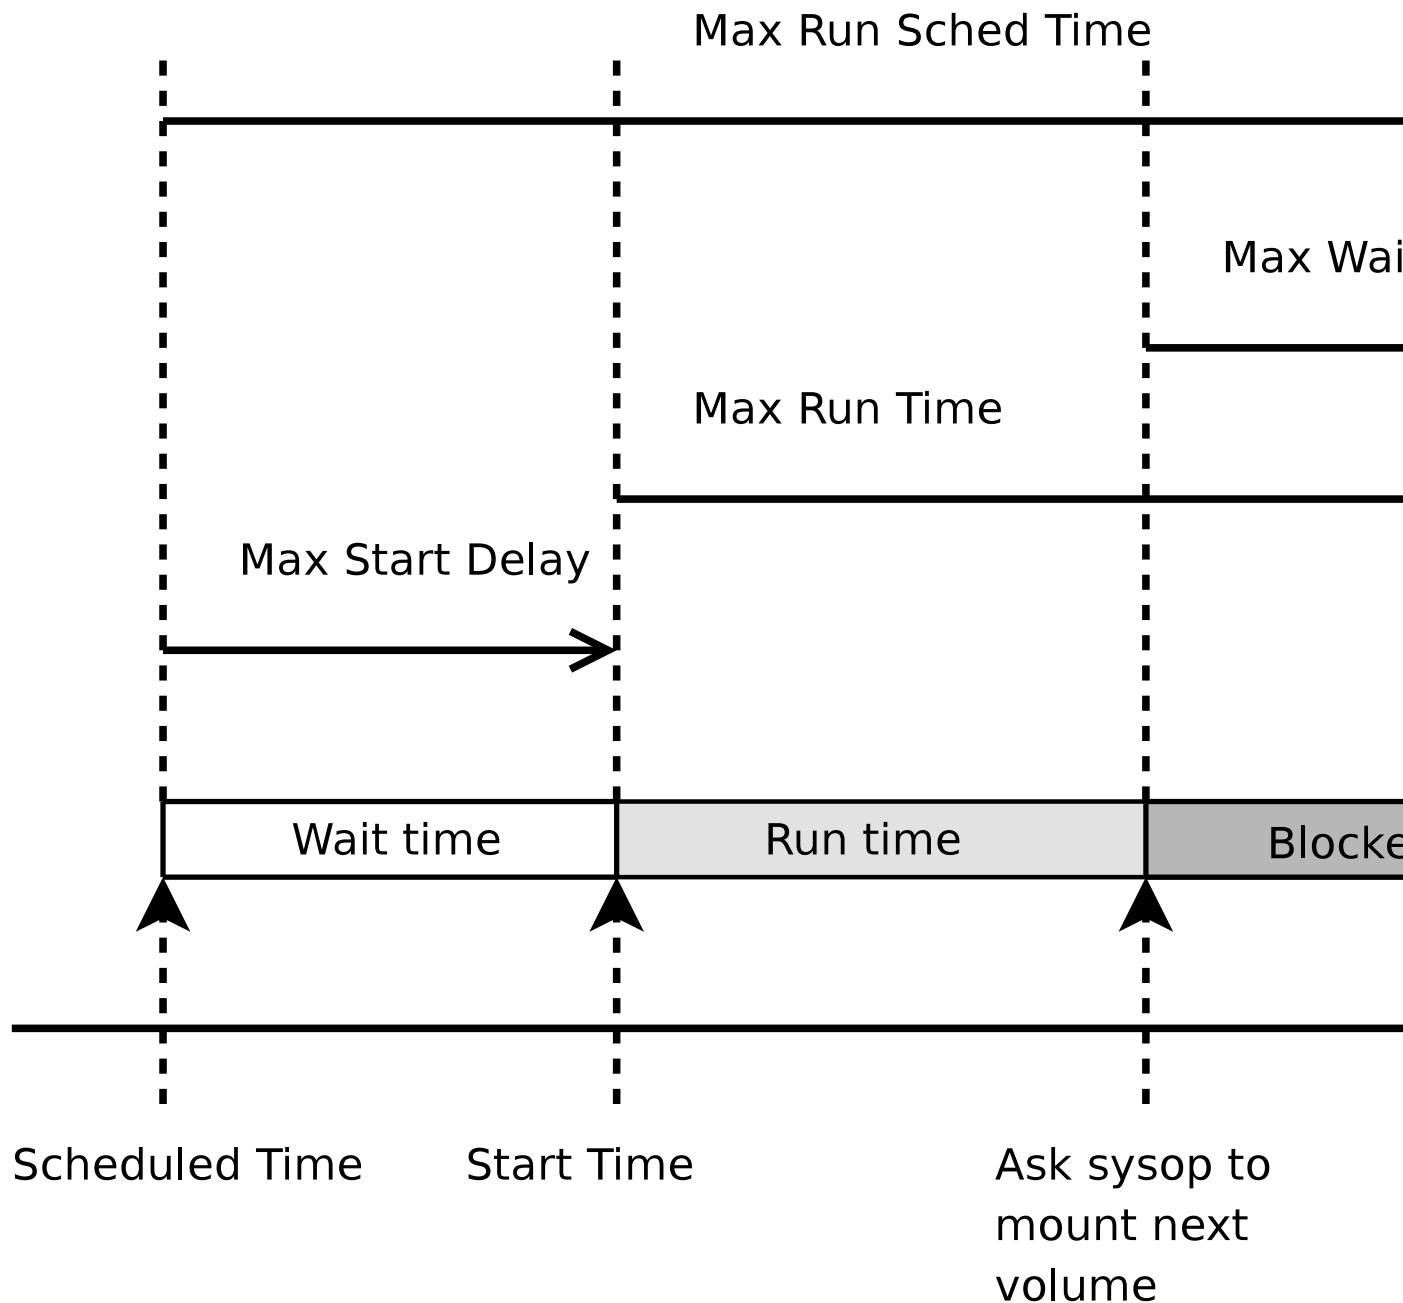 Max Run Sched Time
Max Wai
Max Run Time
Max Start Delay
Wait time
Run time
Blocke
Scheduled Time
Start Time
Ask sysop to
mount next
volume